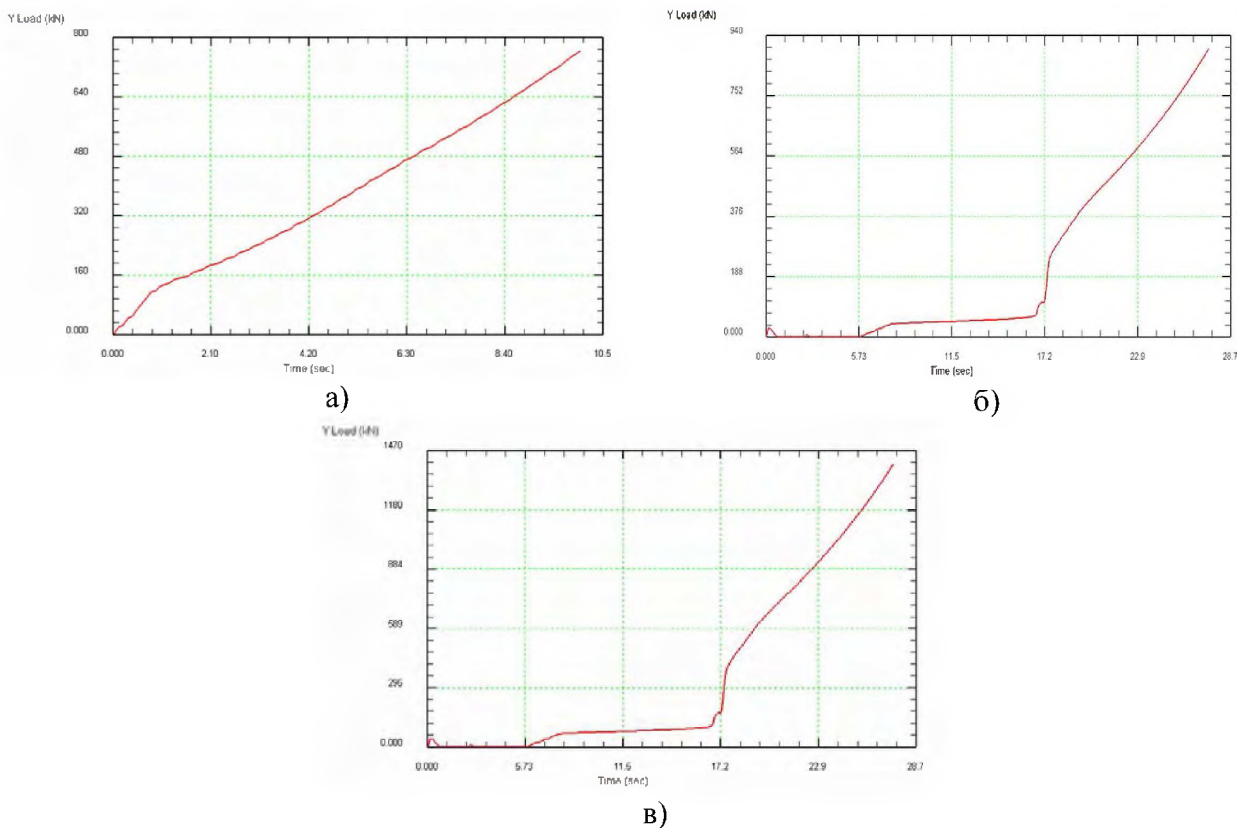 Y Load (kN)
800
640
480
320
160
0.000
0.000 2.10 4.20 6.30 8.40 10.5
Time (sec)
а)
Y Load (kN)
940
752
564
376
188
0.000
0.000 5.73 11.5 17.2 22.9 28.7
Time (sec)
б)
Y Load (kN)
1470
1180
884
589
295
0.000
0.000 5.73 11.5 17.2 22.9 28.7
Time (sec)
в)